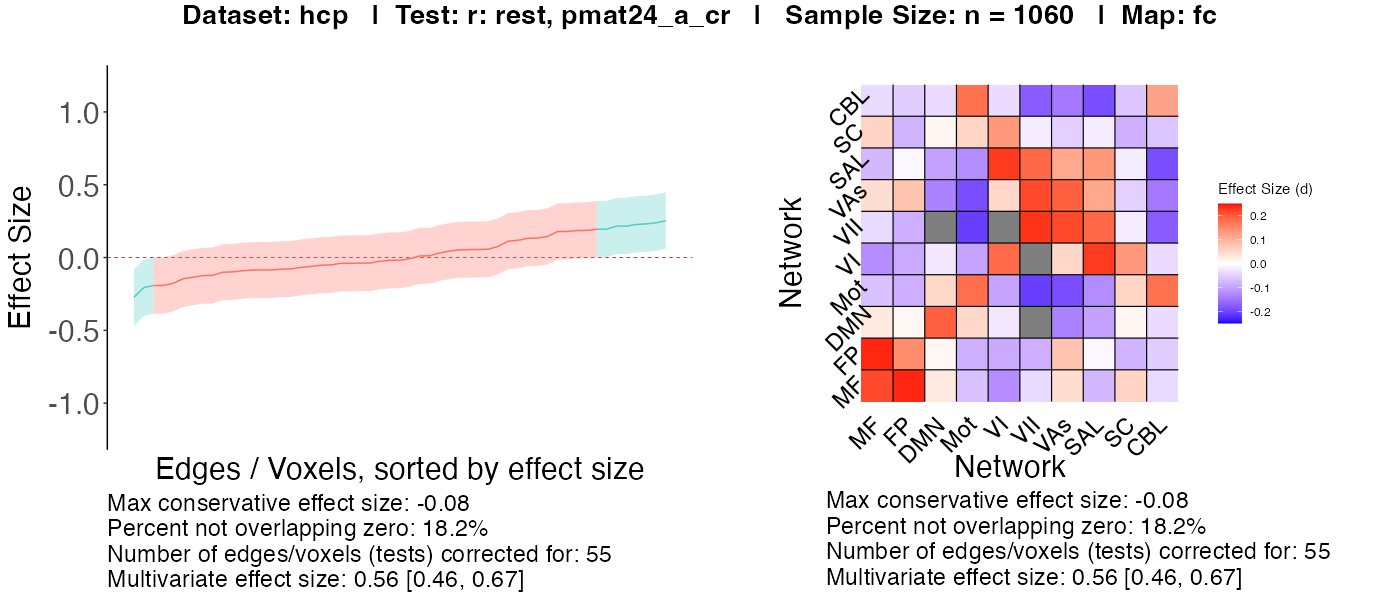 Dataset: hcp | Test: r: rest, pmat24_a_cr | Sample Size: n = 1060 | Map: fc
Effect Size
1.0
0.5
0.0
-0.5
-1.0
Edges / Voxels, sorted by effect size
Max conservative effect size: -0.08
Percent not overlapping zero: 18.2%
Number of edges/voxels (tests) corrected for: 55
Multivariate effect size: 0.56 [0.46, 0.67]
Network
CBL
SC
SAL
VAs
VII
VI
Mot
DMN
FP
MF
MF
FP
DMN
Mot
VI
VII
VAs
SAL
SC
CBL
Network
Effect Size (d)
0.2
0.1
0.0
-0.1
-0.2
Max conservative effect size: -0.08
Percent not overlapping zero: 18.2%
Number of edges/voxels (tests) corrected for: 55
Multivariate effect size: 0.56 [0.46, 0.67]